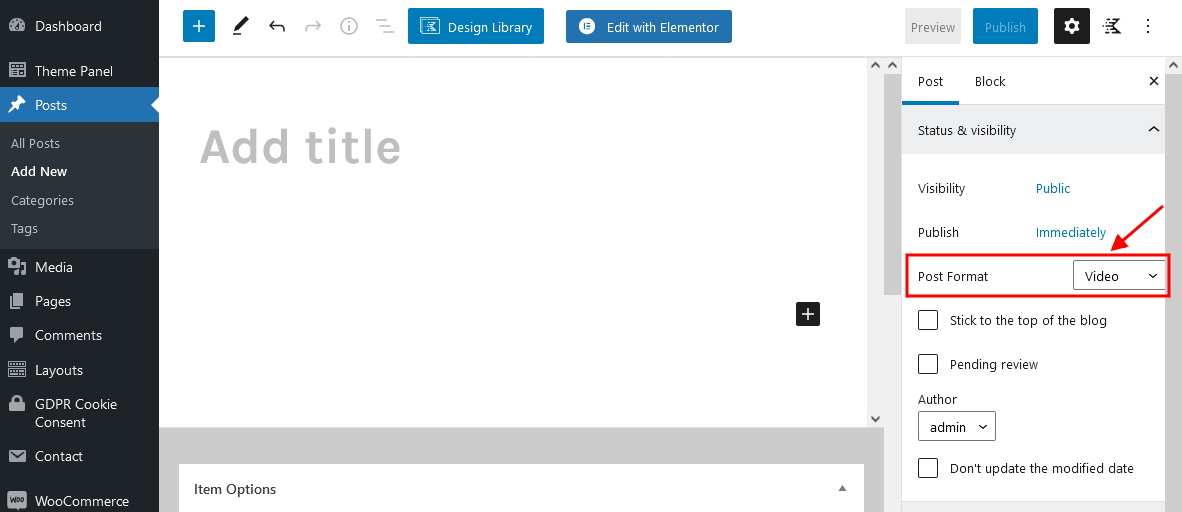 Dashboard
Theme Panel
Posts
All Posts
Add New
Categories
Tags
Media
Pages
Comments
Layouts
GDPR Cookie
Consent
Contact
WOO
WooCommerce
Design Library
Edit with Elementor
Preview
Publish
Add title
Item Options
Post Block
Status & visibility
Visibility Public
Publish Immediately
Post Format Video
Stick to the top of the blog
Pending review
Author
admin
Don't update the modified date